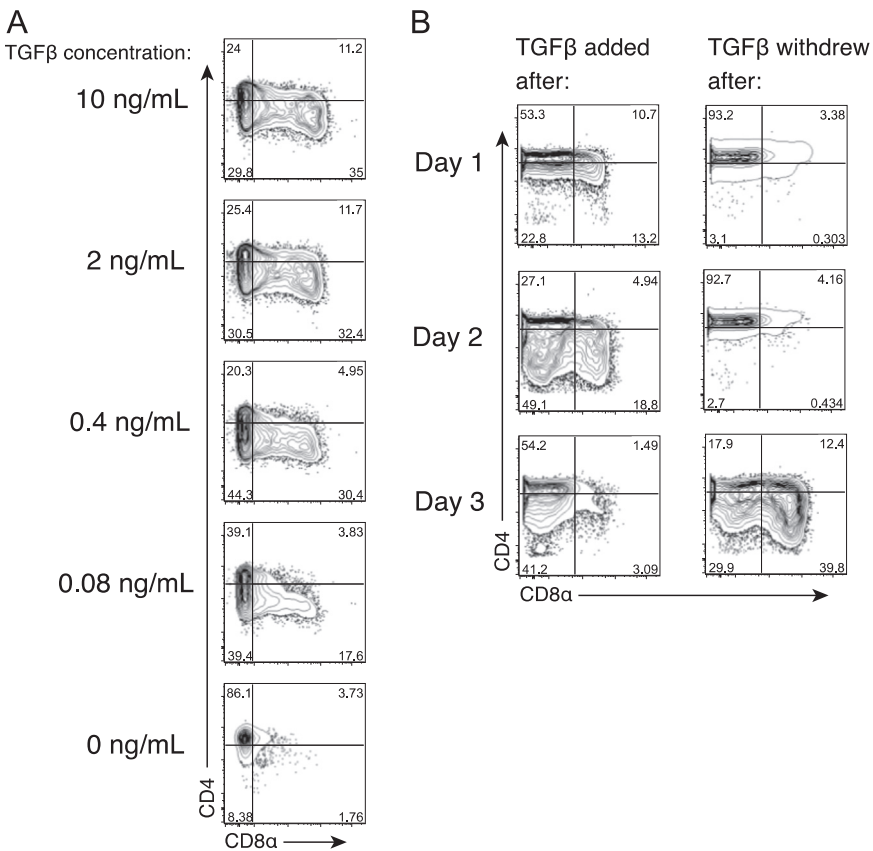 A
TGFβ concentration:
10 ng/mL
24
11.2
29.8
35
2 ng/mL
25.4
11.7
30.5
32.4
0.4 ng/mL
20.3
4.95
44.3
30.4
0.08 ng/mL
39.1
3.83
39.4
17.6
0 ng/mL
86.1
3.73
8.38
1.76
CD4
CD8α
B
TGFβ added
after:
TGFβ withdrew
after:
Day 1
53.3
10.7
22.8
13.2
93.2
3.38
3.1
0.303
Day 2
27.1
4.94
49.1
18.8
92.7
4.16
2.7
0.434
Day 3
54.2
1.49
41.2
3.09
17.9
12.4
29.9
39.8
CD4
CD8α